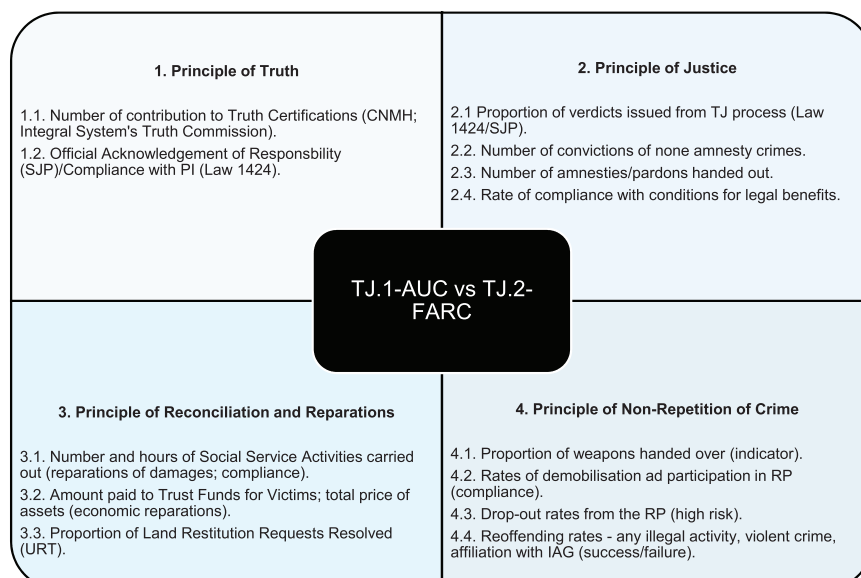 1. Principle of Truth
1.1. Number of contribution to Truth Certifications (CNMH;
Integral System's Truth Commission).
1.2. Official Acknowledgement of Responsbility
(SJP)/Compliance with PI (Law 1424).
2. Principle of Justice
2.1 Proportion of verdicts issued from TJ process (Law
1424/SJP).
2.2. Number of convictions of none amnesty crimes.
2.3. Number of amnesties/pardons handed out.
2.4. Rate of compliance with conditions for legal benefits.
TJ.1-AUC vs TJ.2-
FARC
3. Principle of Reconciliation and Reparations
3.1. Number and hours of Social Service Activities carried
out (reparations of damages; compliance).
3.2. Amount paid to Trust Funds for Victims; total price of
assets (economic reparations).
3.3. Proportion of Land Restitution Requests Resolved
(URT).
4. Principle of Non-Repetition of Crime
4.1. Proportion of weapons handed over (indicator).
4.2. Rates of demobilisation ad participation in RP
(compliance).
4.3. Drop-out rates from the RP (high risk).
4.4. Reoffending rates - any illegal activity, violent crime,
affiliation with IAG (success/failure).